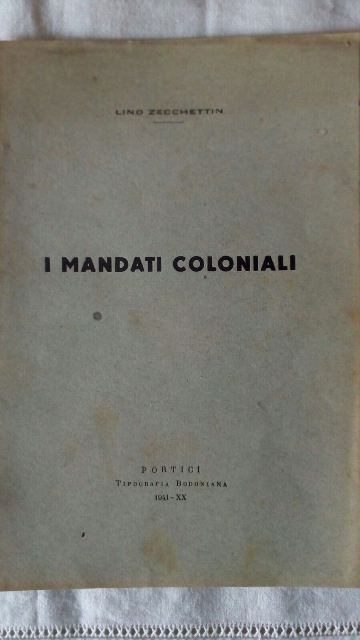 LINO ZECCHETTIN
I MANDATI COLONIALI
PORTICI
TIPOGRAFIA BODONIANA
1941 - XX